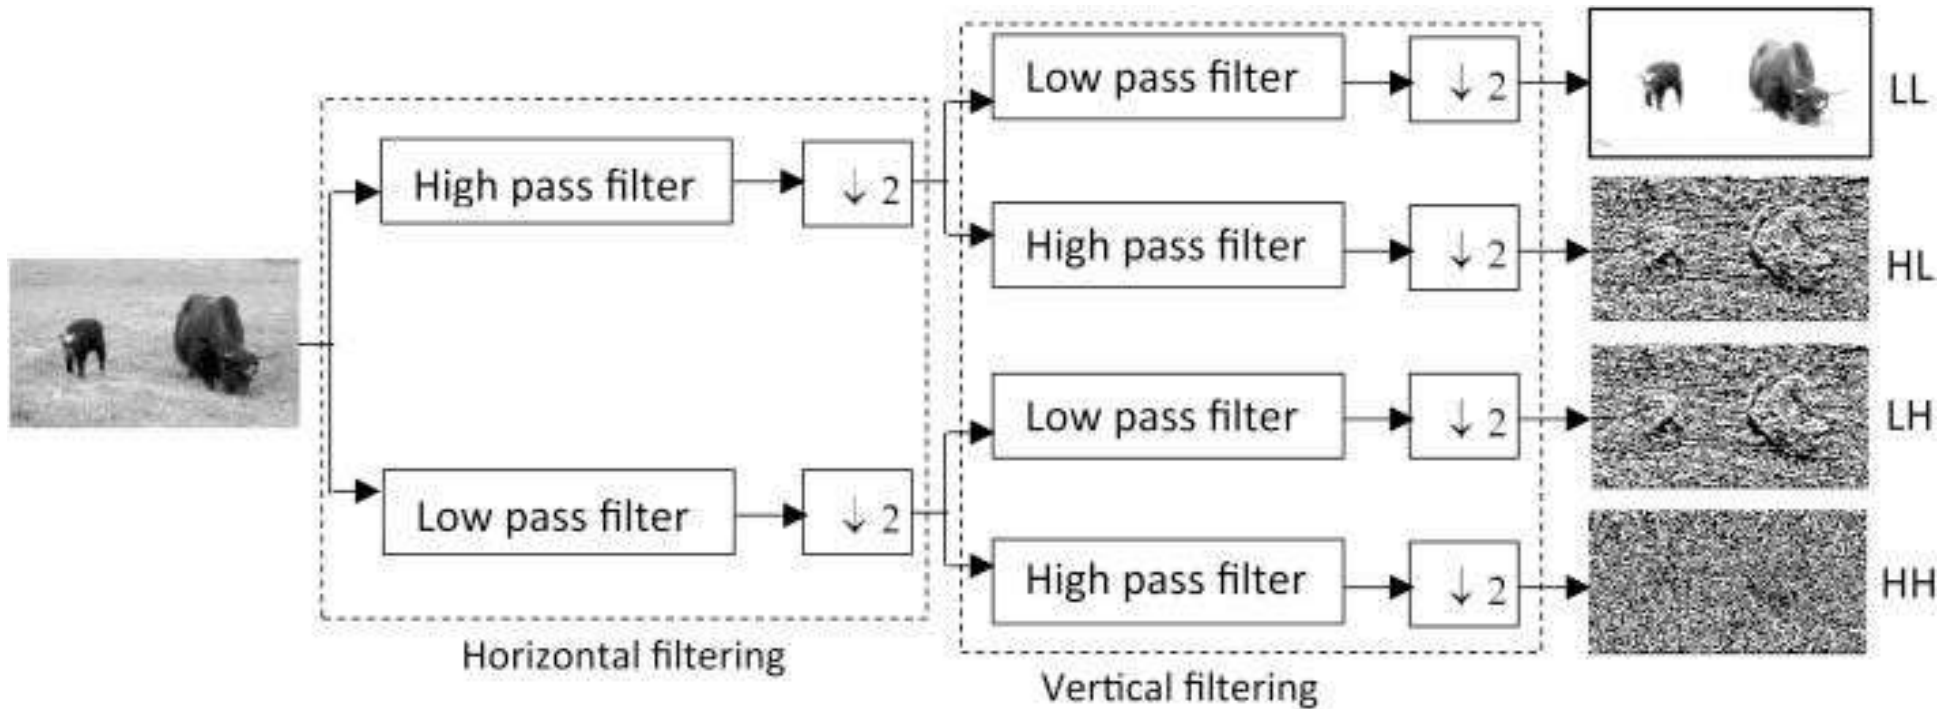 Low pass filter
↓ 2
LL
High pass filter
↓ 2
High pass filter
↓ 2
HL
Low pass filter
↓ 2
LH
Low pass filter
↓ 2
High pass filter
↓ 2
HH
Horizontal filtering
Vertical filtering